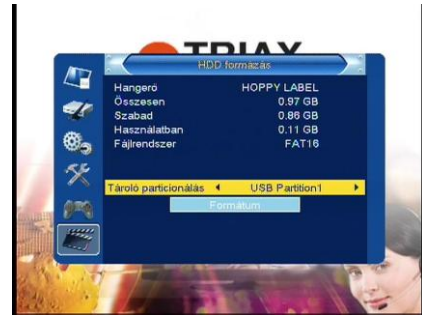 TRIAX
HDD formázás
Hangerő HOPPY LABEL
Összesen 0.97 GB
Szabad 0.86 GB
Használatban 0.11 GB
Fájlrendszer FAT16
Tároló particionálás USB Partition1
Formátum